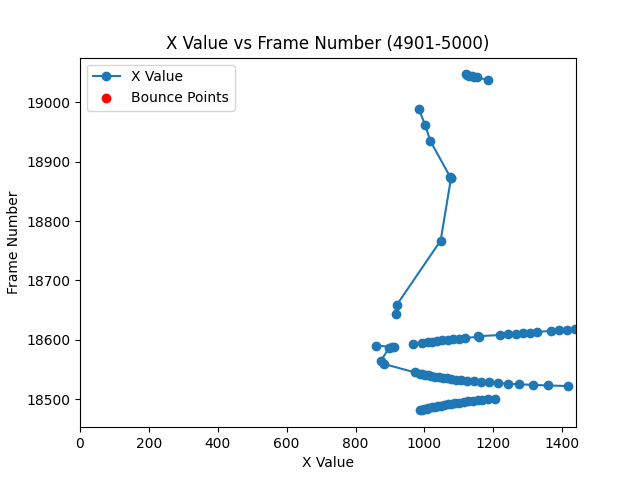 X Value vs Frame Number (4901-5000)
X Value
Bounce Points
Frame Number
19000
18900
18800
18700
18600
18500
0 200 400 600 800 1000 1200 1400
X Value